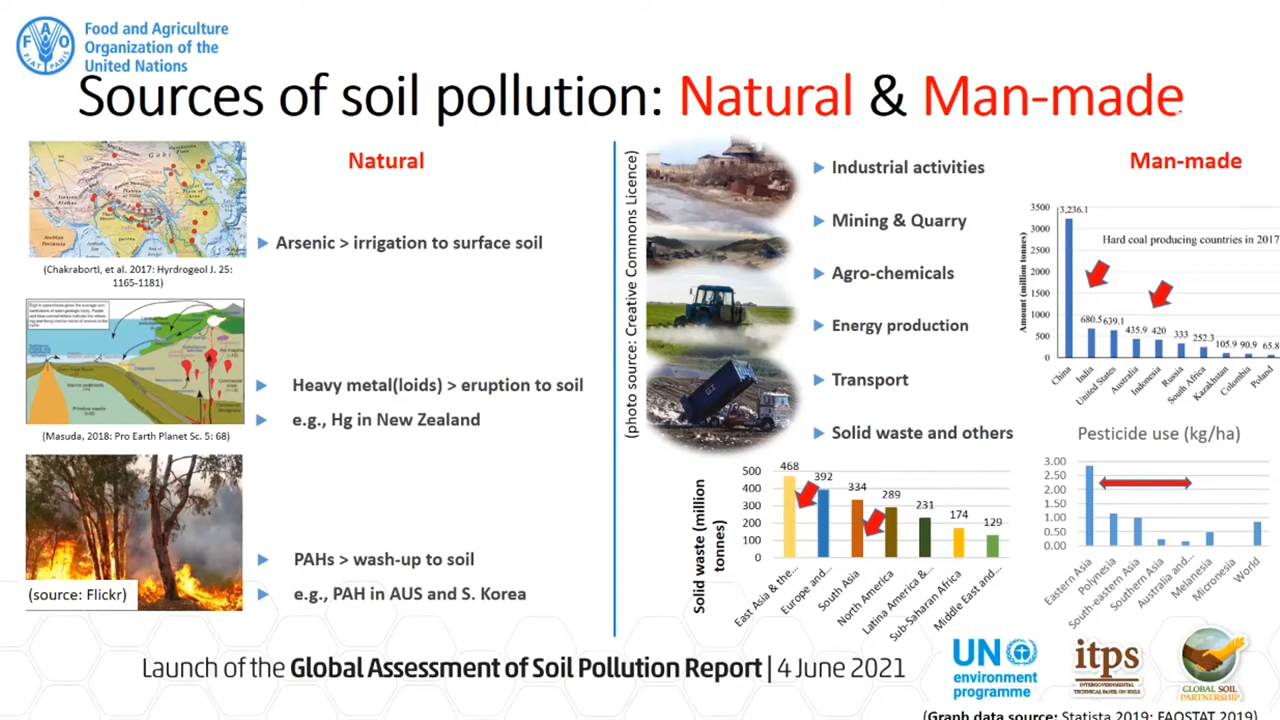 Food and Agriculture
Organization of the
United Nations
Sources of soil pollution: Natural & Man-made
Natural
Arsenic > irrigation to surface soil
(Chakraborti, et al. 2017: Hyrdrogeol J. 25:
1165-1181)
Heavy metal(loids) > eruption to soil
e.g., Hg in New Zealand
(Masuda, 2018: Pro Earth Planet Sc. 5: 68)
PAHs > wash-up to soil
e.g., PAH in AUS and S. Korea
(source: Flickr)
(photo source: Creative Commons Licence)
Industrial activities
Mining & Quarry
Agro-chemicals
Energy production
Transport
Solid waste and others
Man-made
Hard coal producing countries in 2017
Amount (million tonnes)
3500
3000
2500
2000
1500
1000
500
0
3,236.1
680.5
639.1
435.9
420
333
252.3
105.9
90.9
65.8
China
India
United States
Australia
Indonesia
Russia
South Africa
Kazakhstan
Colombia
Poland
Solid waste (million
tonnes)
500
400
300
200
100
0
468
392
334
289
231
174
129
East Asia & the...
Europe and...
South Asia
North America
Latina America &...
Sub-Saharan Africa
Middle East and...
Pesticide use (kg/ha)
3.00
2.50
2.00
1.50
1.00
0.50
0.00
Eastern Asia
Polynesia
South-eastern Asia
Southern Asia
Australia and...
Melanesia
Micronesia
World
Launch of the Global Assessment of Soil Pollution Report | 4 June 2021
UN
environment
programme
itps
INTERGOVERNMENTAL
TECHNICAL PANEL ON SOILS
GLOBAL SOIL
PARTNERSHIP
(Graph data source: Statista 2019; FAOSTAT 2019)